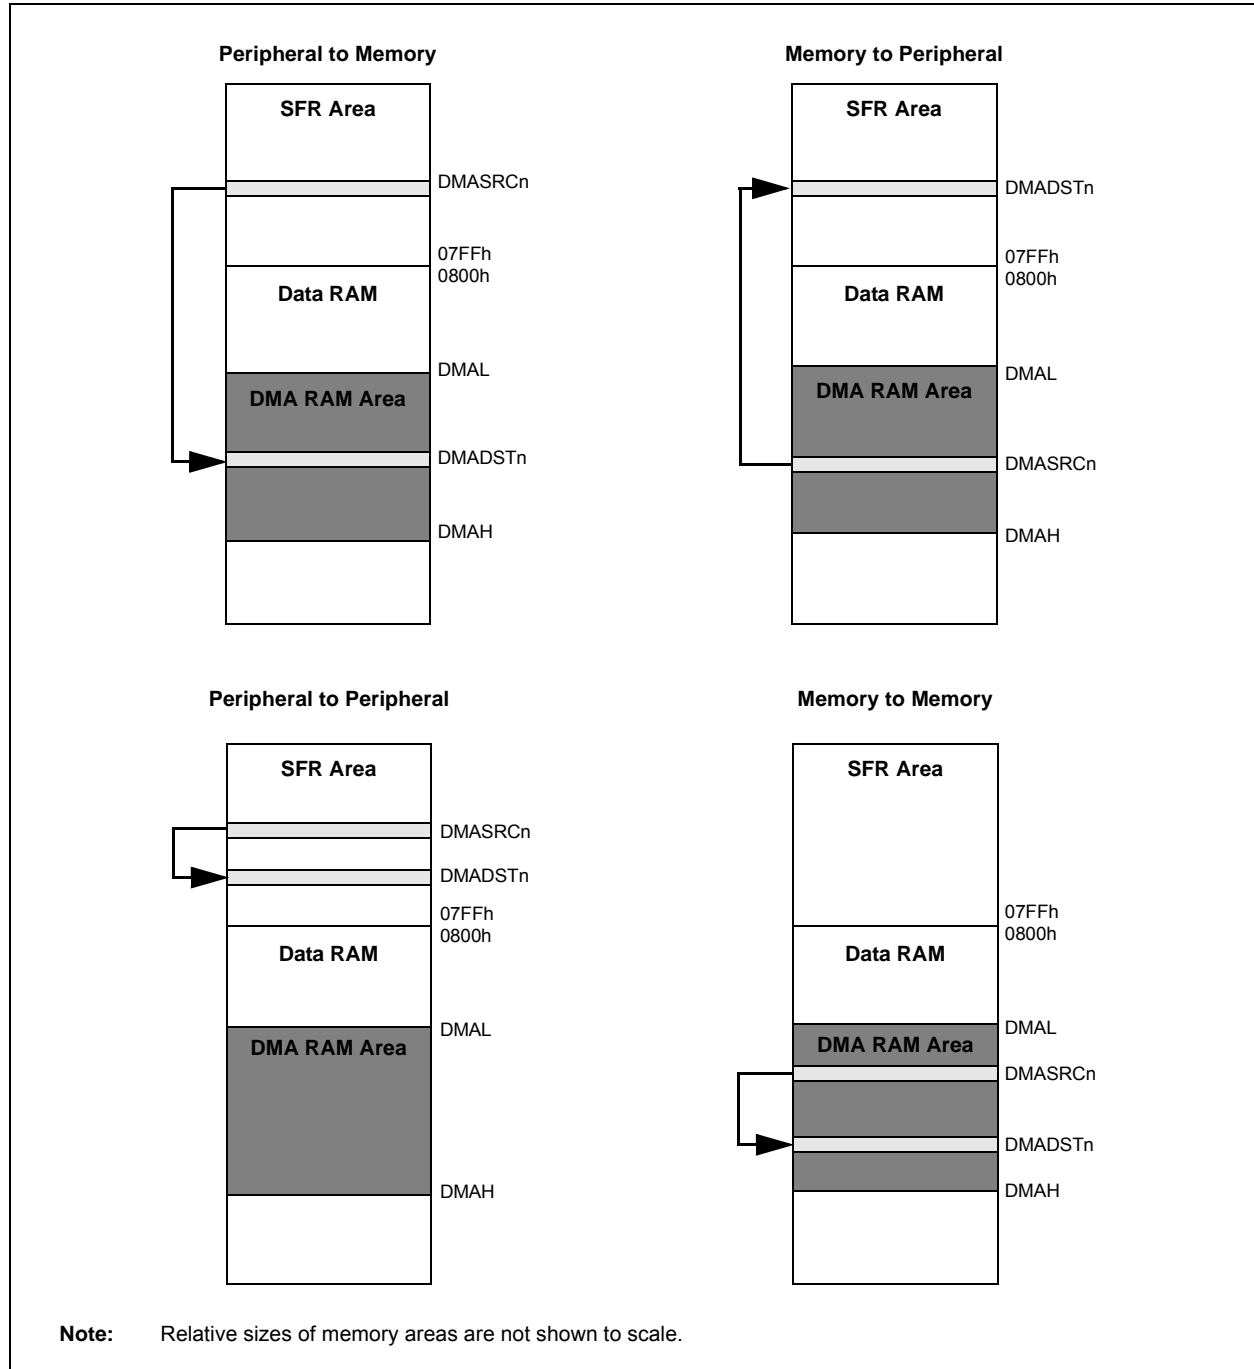 Peripheral to Memory
SFR Area
DMASRCn
07FFh
0800h
Data RAM
DMAL
DMA RAM Area
DMADSTn
DMAH
Memory to Peripheral
SFR Area
DMADSTn
07FFh
0800h
Data RAM
DMAL
DMA RAM Area
DMASRCn
DMAH
Peripheral to Peripheral
SFR Area
DMASRCn
DMADSTn
07FFh
0800h
Data RAM
DMAL
DMA RAM Area
DMAH
Memory to Memory
SFR Area
07FFh
0800h
Data RAM
DMAL
DMA RAM Area
DMASRCn
DMADSTn
DMAH
Note: Relative sizes of memory areas are not shown to scale.